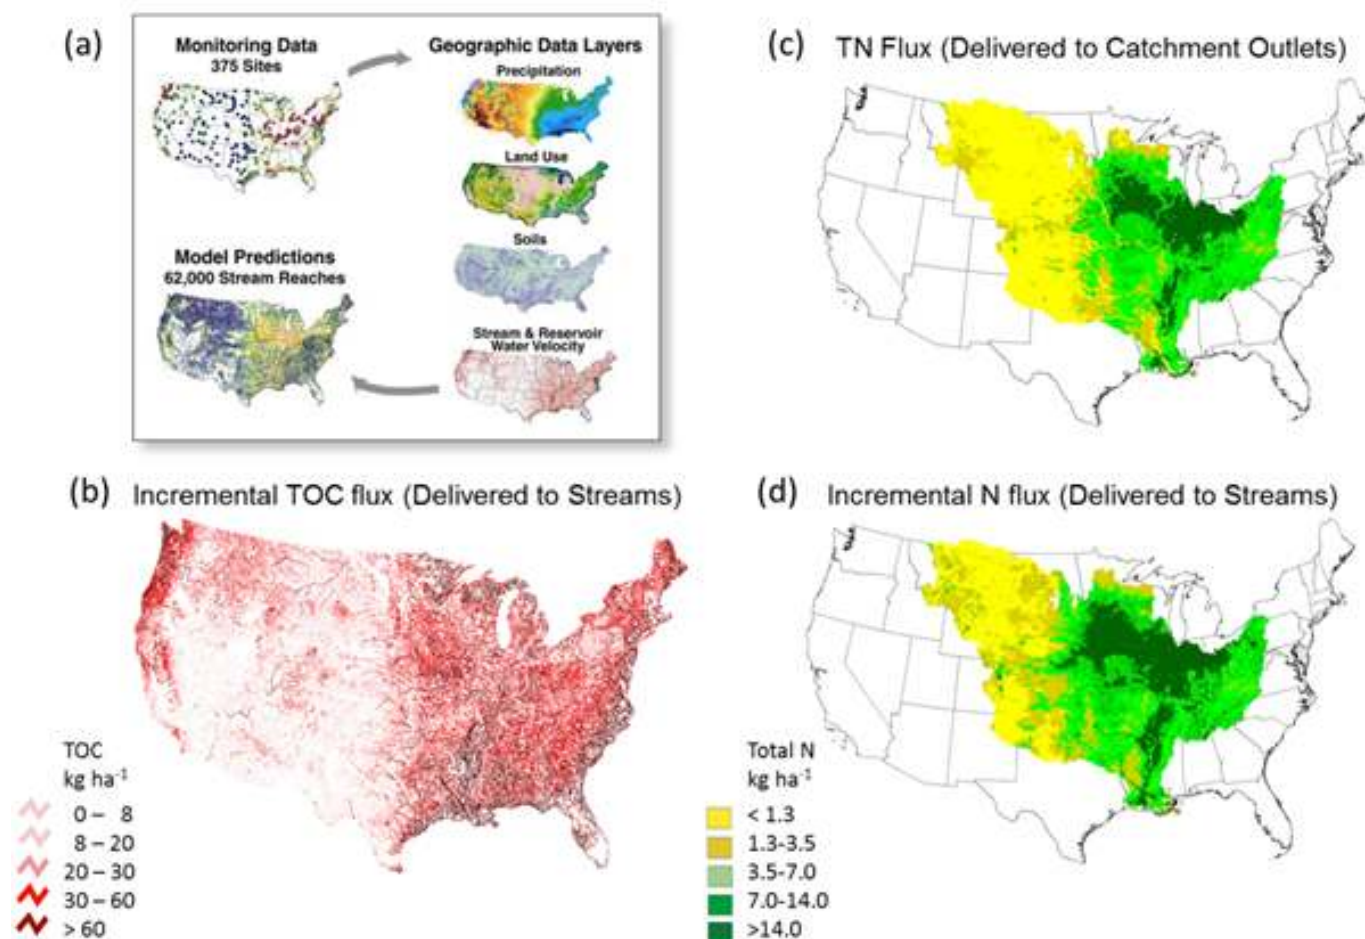 (a)
Monitoring Data
375 Sites
Geographic Data Layers
Precipitation
Land Use
Soils
Stream & Reservoir
Water Velocity
Model Predictions
62,000 Stream Reaches
(c) TN Flux (Delivered to Catchment Outlets)
(b) Incremental TOC flux (Delivered to Streams)
TOC
kg ha-1
0 – 8
8 – 20
20 – 30
30 – 60
> 60
(d) Incremental N flux (Delivered to Streams)
Total N
kg ha-1
< 1.3
1.3-3.5
3.5-7.0
7.0-14.0
>14.0